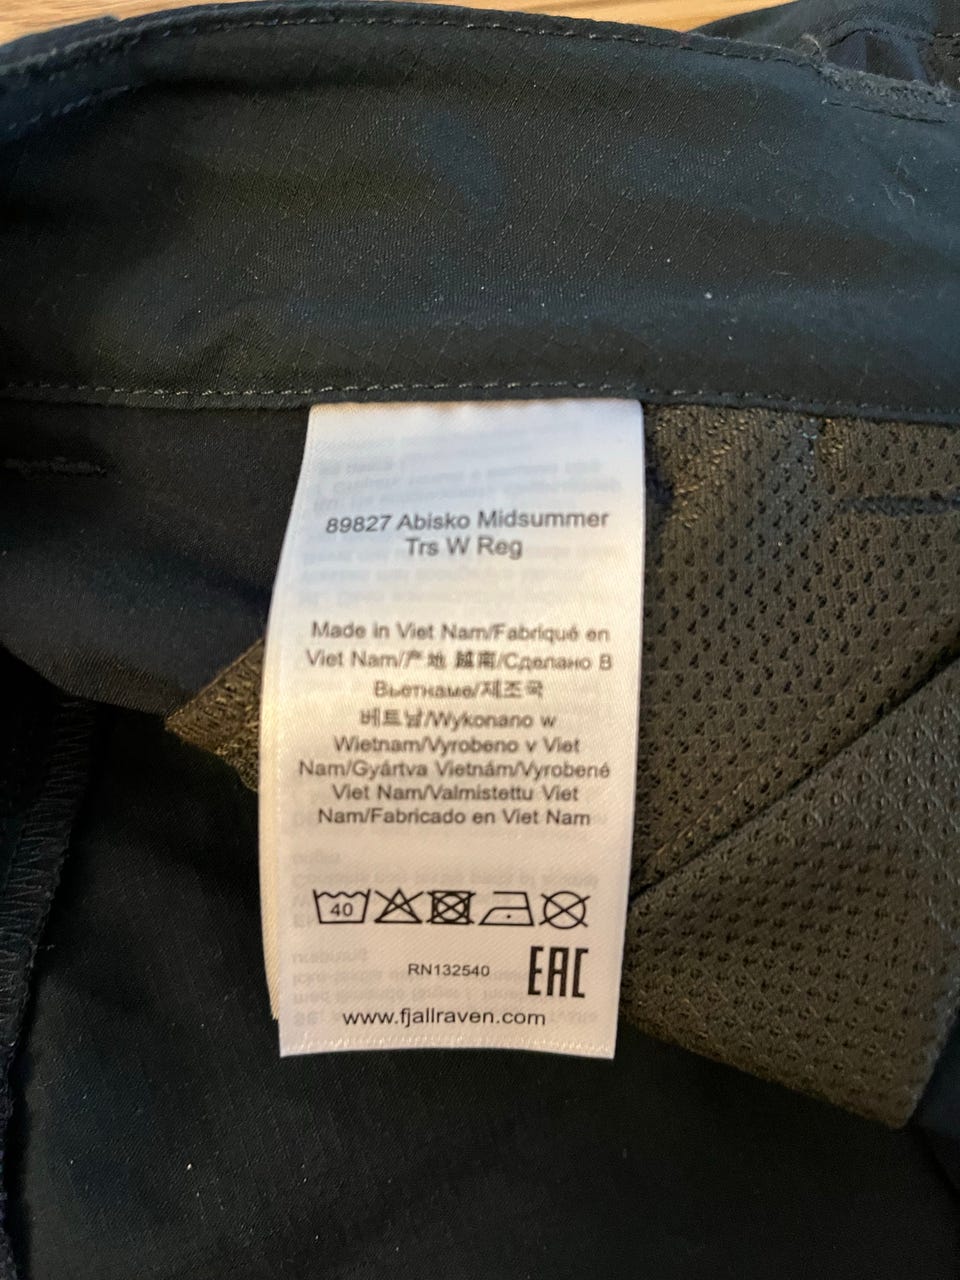 89827 Abisko Midsummer
Trs W Reg
Made in Viet Nam/Fabriqué en
Viet Nam/产 地 越南/Сделано В
Вьетнаме/제조국
베트남/Wykonano w
Wietnam/Vyrobeno v Viet
Nam/Gyártva Vietnám/Vyrobené
Viet Nam/Valmistettu Viet
Nam/Fabricado en Viet Nam
40
RN132540
EAC
www.fjallraven.com